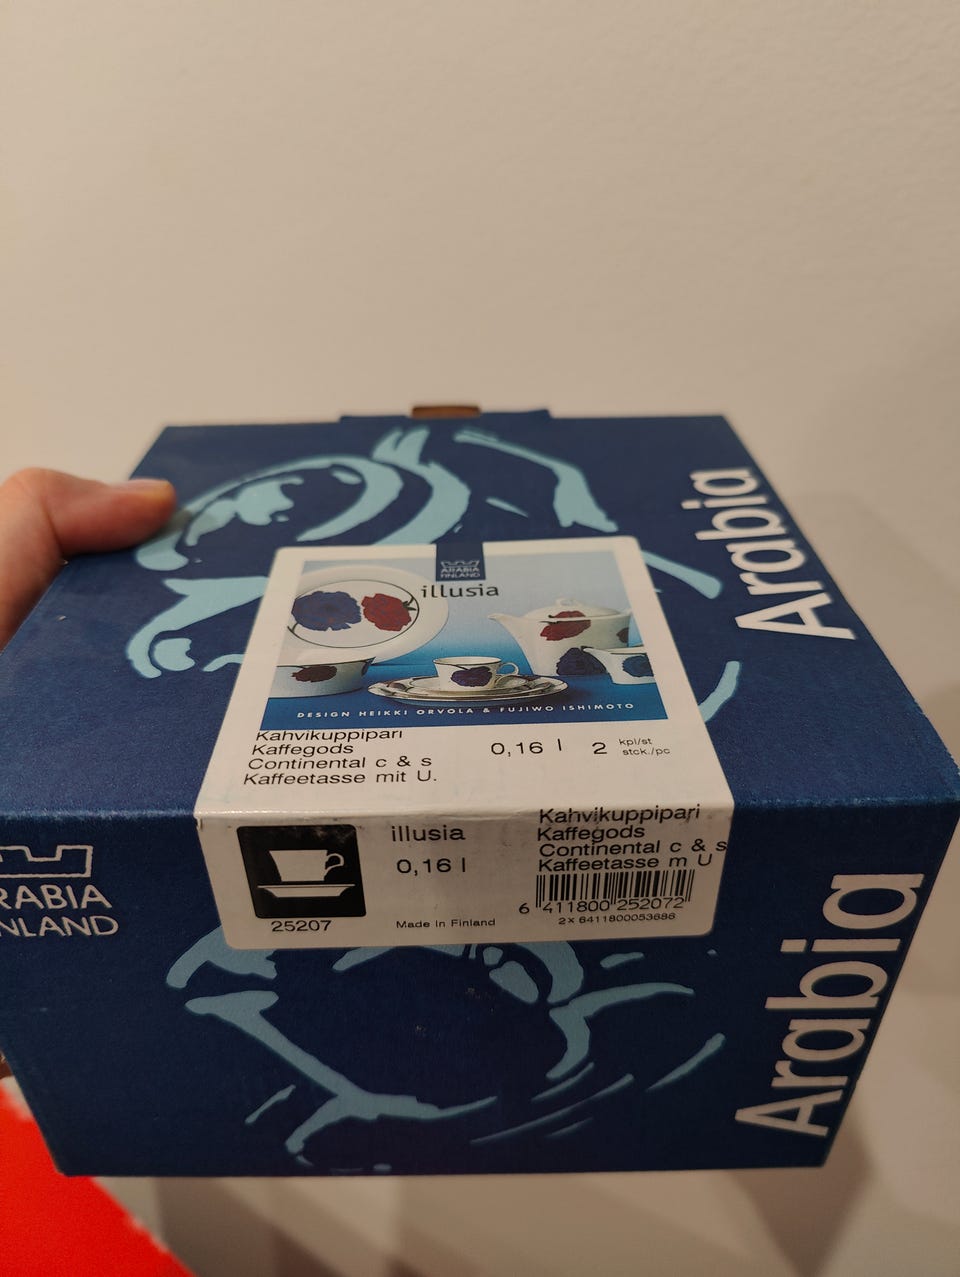 Arabia
ARABIA
FINLAND
illusia
DESIGN HEIKKI ORVOLA & FUJIWO ISHIMOTO
Kahvikuppipari
Kaffegods
Continental c & s
Kaffeetasse mit U.
0,16 l 2 kpl/st
stck./pc
illusia
0,16 l
25207
Made in Finland
Kahvikuppipari
Kaffegods
Continental c & s
Kaffeetasse m U
6 411800 252072
2x 6411800053686
RABIA
NLAND
Arabia